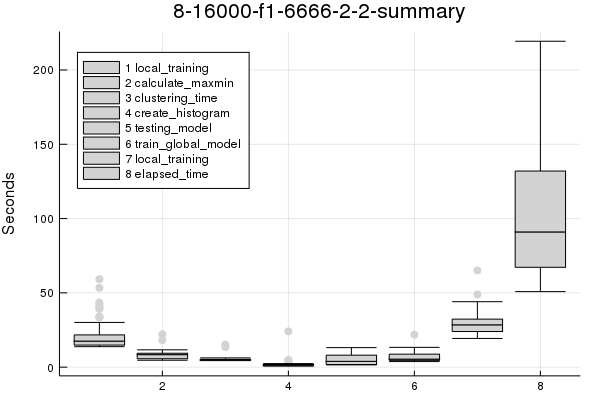 8-16000-f1-6666-2-2-summary
Seconds
200
150
100
50
0
1 local_training
2 calculate_maxmin
3 clustering_time
4 create_histogram
5 testing_model
6 train_global_model
7 local_training
8 elapsed_time
2 4 6 8